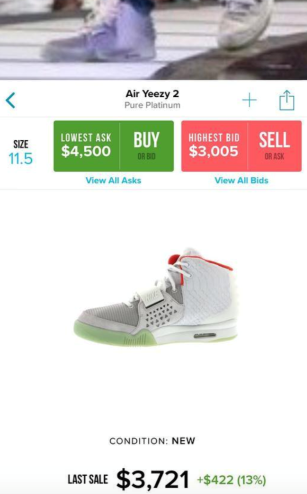 Air Yeezy 2
Pure Platinum
SIZE
11.5
LOWEST ASK
$4,500
BUY
OR BID
HIGHEST BID
$3,005
SELL
OR ASK
View All Asks
View All Bids
CONDITION: NEW
LAST SALE $3,721 +$422 (13%)